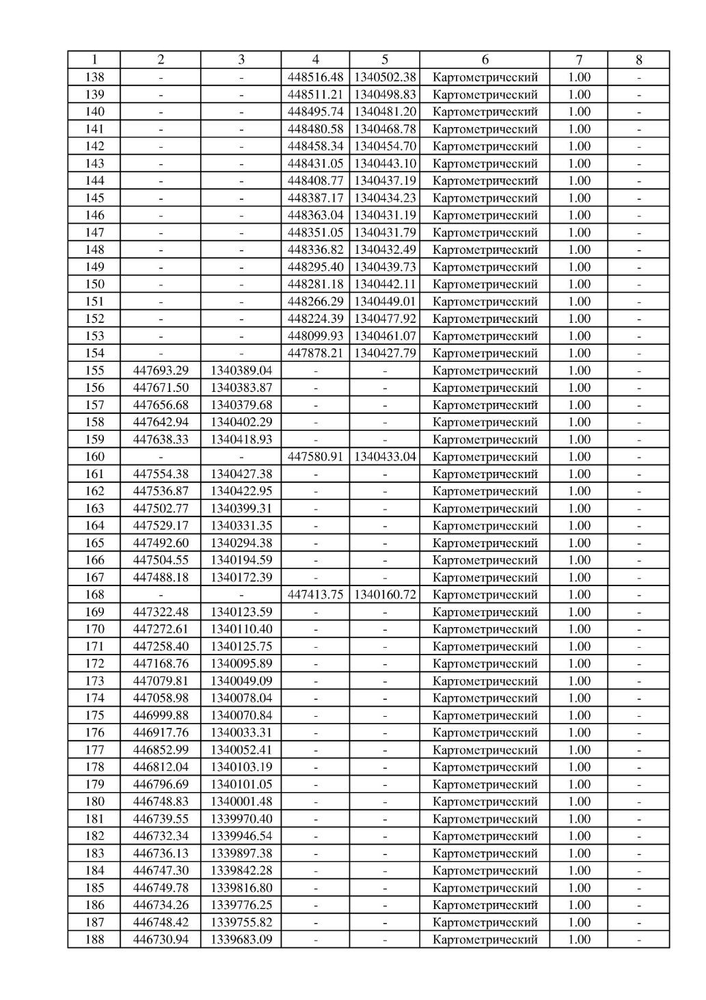 1 2 3 4 5 6 7 8
138 - - 448516.48 1340502.38 Картометрический 1.00 -
139 - - 448511.21 1340498.83 Картометрический 1.00 -
140 - - 448495.74 1340481.20 Картометрический 1.00 -
141 - - 448480.58 1340468.78 Картометрический 1.00 -
142 - - 448458.34 1340454.70 Картометрический 1.00 -
143 - - 448431.05 1340443.10 Картометрический 1.00 -
144 - - 448408.77 1340437.19 Картометрический 1.00 -
145 - - 448387.17 1340434.23 Картометрический 1.00 -
146 - - 448363.04 1340431.19 Картометрический 1.00 -
147 - - 448351.05 1340431.79 Картометрический 1.00 -
148 - - 448336.82 1340432.49 Картометрический 1.00 -
149 - - 448295.40 1340439.73 Картометрический 1.00 -
150 - - 448281.18 1340442.11 Картометрический 1.00 -
151 - - 448266.29 1340449.01 Картометрический 1.00 -
152 - - 448224.39 1340477.92 Картометрический 1.00 -
153 - - 448099.93 1340461.07 Картометрический 1.00 -
154 - - 447878.21 1340427.79 Картометрический 1.00 -
155 447693.29 1340389.04 - - Картометрический 1.00 -
156 447671.50 1340383.87 - - Картометрический 1.00 -
157 447656.68 1340379.68 - - Картометрический 1.00 -
158 447642.94 1340402.29 - - Картометрический 1.00 -
159 447638.33 1340418.93 - - Картометрический 1.00 -
160 - - 447580.91 1340433.04 Картометрический 1.00 -
161 447554.38 1340427.38 - - Картометрический 1.00 -
162 447536.87 1340422.95 - - Картометрический 1.00 -
163 447502.77 1340399.31 - - Картометрический 1.00 -
164 447529.17 1340331.35 - - Картометрический 1.00 -
165 447492.60 1340294.38 - - Картометрический 1.00 -
166 447504.55 1340194.59 - - Картометрический 1.00 -
167 447488.18 1340172.39 - - Картометрический 1.00 -
168 - - 447413.75 1340160.72 Картометрический 1.00 -
169 447322.48 1340123.59 - - Картометрический 1.00 -
170 447272.61 1340110.40 - - Картометрический 1.00 -
171 447258.40 1340125.75 - - Картометрический 1.00 -
172 447168.76 1340095.89 - - Картометрический 1.00 -
173 447079.81 1340049.09 - - Картометрический 1.00 -
174 447058.98 1340078.04 - - Картометрический 1.00 -
175 446999.88 1340070.84 - - Картометрический 1.00 -
176 446917.76 1340033.31 - - Картометрический 1.00 -
177 446852.99 1340052.41 - - Картометрический 1.00 -
178 446812.04 1340103.19 - - Картометрический 1.00 -
179 446796.69 1340101.05 - - Картометрический 1.00 -
180 446748.83 1340001.48 - - Картометрический 1.00 -
181 446739.55 1339970.40 - - Картометрический 1.00 -
182 446732.34 1339946.54 - - Картометрический 1.00 -
183 446736.13 1339897.38 - - Картометрический 1.00 -
184 446747.30 1339842.28 - - Картометрический 1.00 -
185 446749.78 1339816.80 - - Картометрический 1.00 -
186 446734.26 1339776.25 - - Картометрический 1.00 -
187 446748.42 1339755.82 - - Картометрический 1.00 -
188 446730.94 1339683.09 - - Картометрический 1.00 -